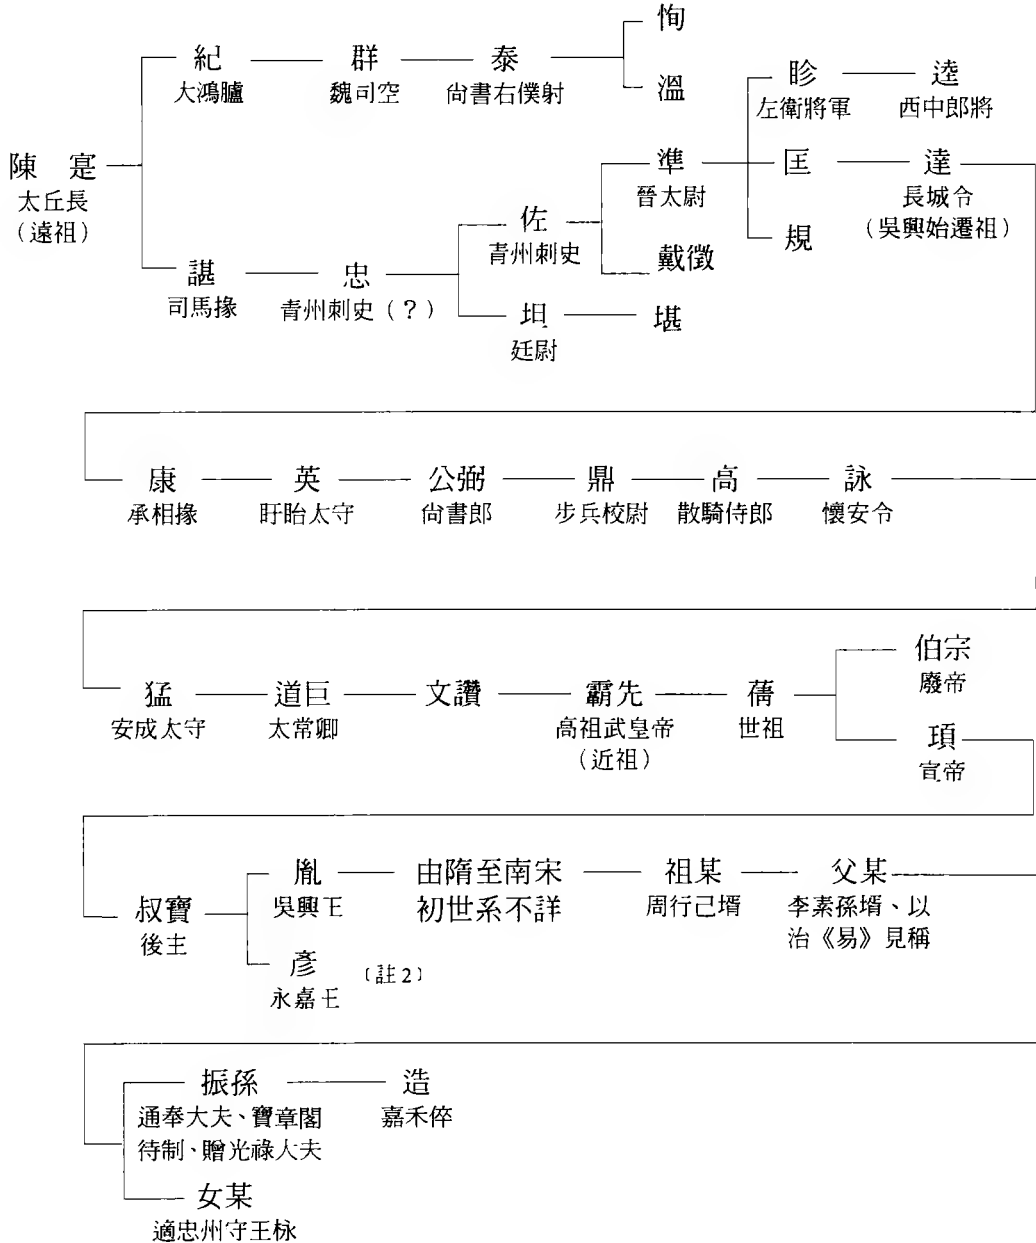 恂
紀 群 泰
大鴻臚 魏司空 尙書右僕射
溫
眕 逵
左衛將軍 西中郎將
陳寔
太丘長
（遠祖）
準 匡 達
晉太尉 長城令
（吳興始遷祖）
佐
青州刺史
規
戴徵
諶 忠
司馬掾 青州刺史（？）
坦 堪
廷尉
康 英 公弼 鼎 高 詠
承相掾 盱眙太守 尙書郎 步兵校尉 散騎侍郎 懷安令
伯宗
廢帝
猛 道巨 文讚 霸先 蒨
安成太守 太常卿 高祖武皇帝 世祖
（近祖）
項
宣帝
胤 由隋至南宋 祖某 父某
吳興王 初世系不詳 周行己壻 李素孫壻、以
治《易》見稱
叔寶
後主
彥 〔註2〕
永嘉王
振孫 造
通奉大夫、寶章閣 嘉禾倅
待制、贈光祿大夫
女某
適忠州守王栐